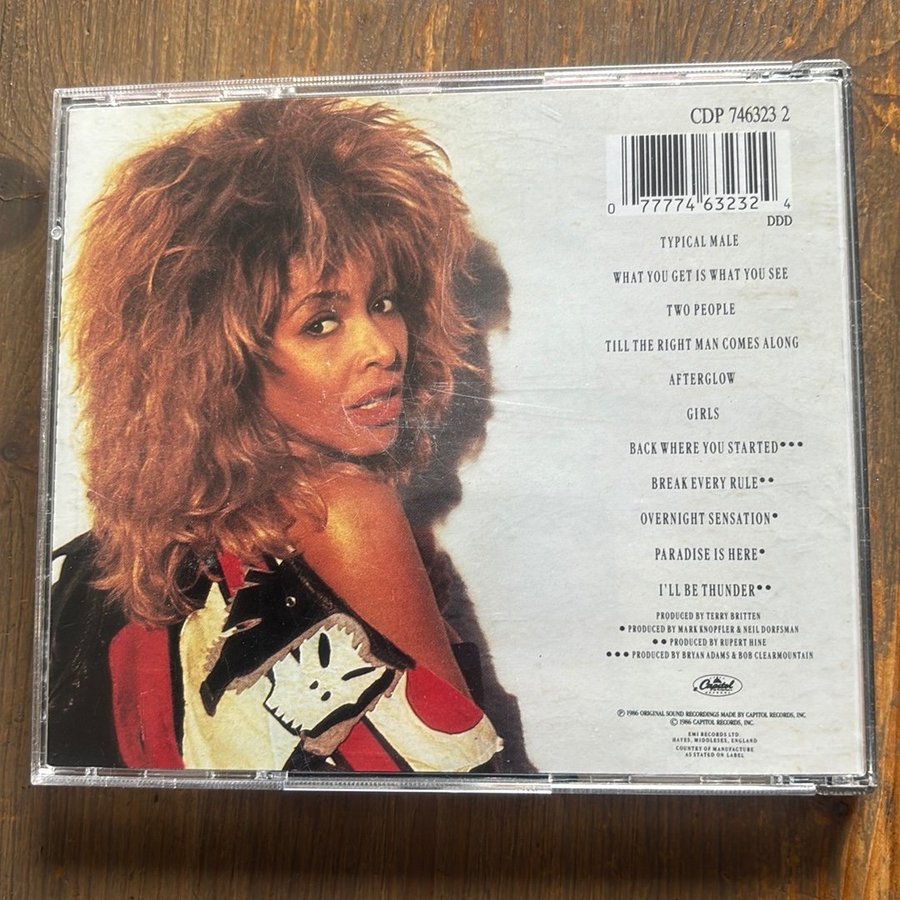 CDP 746323 2
0 77774 63232 4
DDD
TYPICAL MALE
WHAT YOU GET IS WHAT YOU SEE
TWO PEOPLE
TILL THE RIGHT MAN COMES ALONG
AFTERGLOW
GIRLS
BACK WHERE YOU STARTED•••
BREAK EVERY RULE••
OVERNIGHT SENSATION•
PARADISE IS HERE•
I'LL BE THUNDER••
PRODUCED BY TERRY BRITTEN
• PRODUCED BY MARK KNOPFLER & NEIL DORFSMAN
•• PRODUCED BY RUPERT HINE
••• PRODUCED BY BRYAN ADAMS & BOB CLEARMOUNTAIN
Capitol
℗ 1986 ORIGINAL SOUND RECORDINGS MADE BY CAPITOL RECORDS, INC
© 1986 CAPITOL RECORDS, INC.
EMI RECORDS LTD.
HAYES, MIDDLESEX, ENGLAND
COUNTRY OF MANUFACTURE
AS STATED ON LABEL